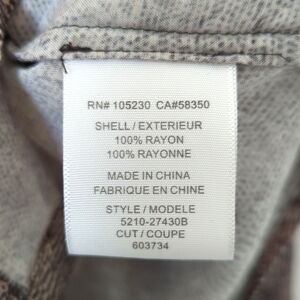 RN# 105230 CA#58350
SHELL / EXTERIEUR
100% RAYON
100% RAYONNE
MADE IN CHINA
FABRIQUE EN CHINE
STYLE / MODELE
5210-27430B
CUT / COUPE
603734